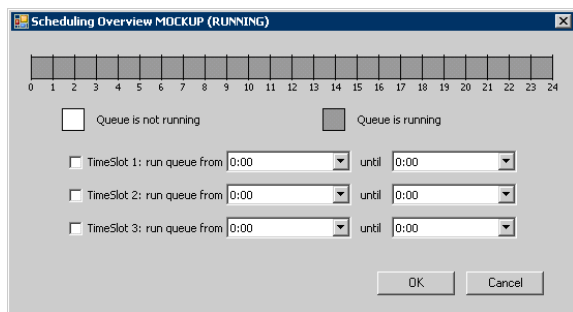 Scheduling Overview MOCKUP (RUNNING)
0 1 2 3 4 5 6 7 8 9 10 11 12 13 14 15 16 17 18 19 20 21 22 23 24
Queue is not running Queue is running
TimeSlot 1: run queue from 0:00 until 0:00
TimeSlot 2: run queue from 0:00 until 0:00
TimeSlot 3: run queue from 0:00 until 0:00
OK Cancel